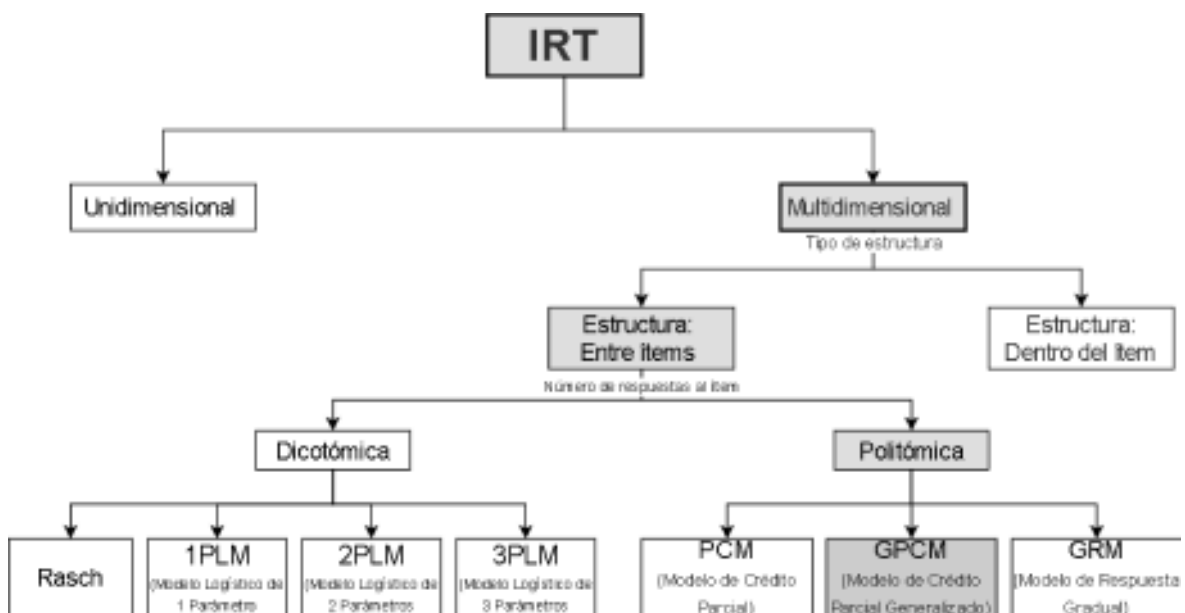 IRT
Unidimensional
Multidimensional
Tipo de estructura
Estructura:
Entre ítems
Estructura:
Dentro del ítem
Número de respuestas al ítem
Dicotómica
Politómica
Rasch
1PLM
(Modelo Logístico de
1 Parámetro
2PLM
(Modelo Logístico de
2 Parámetros
3PLM
(Modelo Logístico de
3 Parámetros
PCM
(Modelo de Crédito
Parcial)
GPCM
(Modelo de Crédito
Parcial Generalizado)
GRM
(Modelo de Respuesta
Gradual)